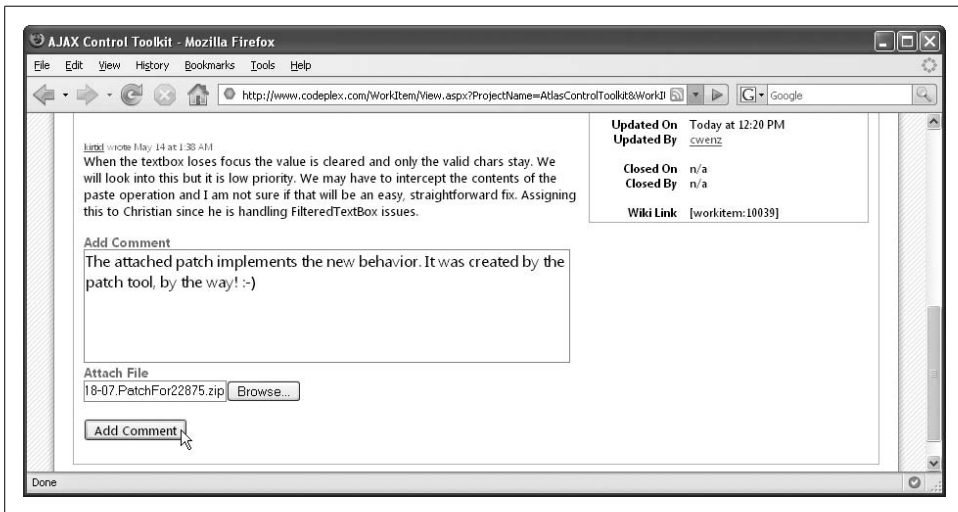 AJAX Control Toolkit - Mozilla Firefox
File Edit View History Bookmarks Tools Help
http://www.codeplex.com/WorkItem/View.aspx?ProjectName=AtlasControlToolkit&WorkI
G Google
Updated On Today at 12:20 PM
Updated By cwenz
Closed On n/a
Closed By n/a
Wiki Link [workitem:10039]
kirtid wrote May 14 at 1:38 AM
When the textbox loses focus the value is cleared and only the valid chars stay. We
will look into this but it is low priority. We may have to intercept the contents of the
paste operation and I am not sure if that will be an easy, straightforward fix. Assigning
this to Christian since he is handling FilteredTextBox issues.
Add Comment
The attached patch implements the new behavior. It was created by the
patch tool, by the way! :-)
Attach File
18-07.PatchFor22875.zip Browse...
Add Comment
Done